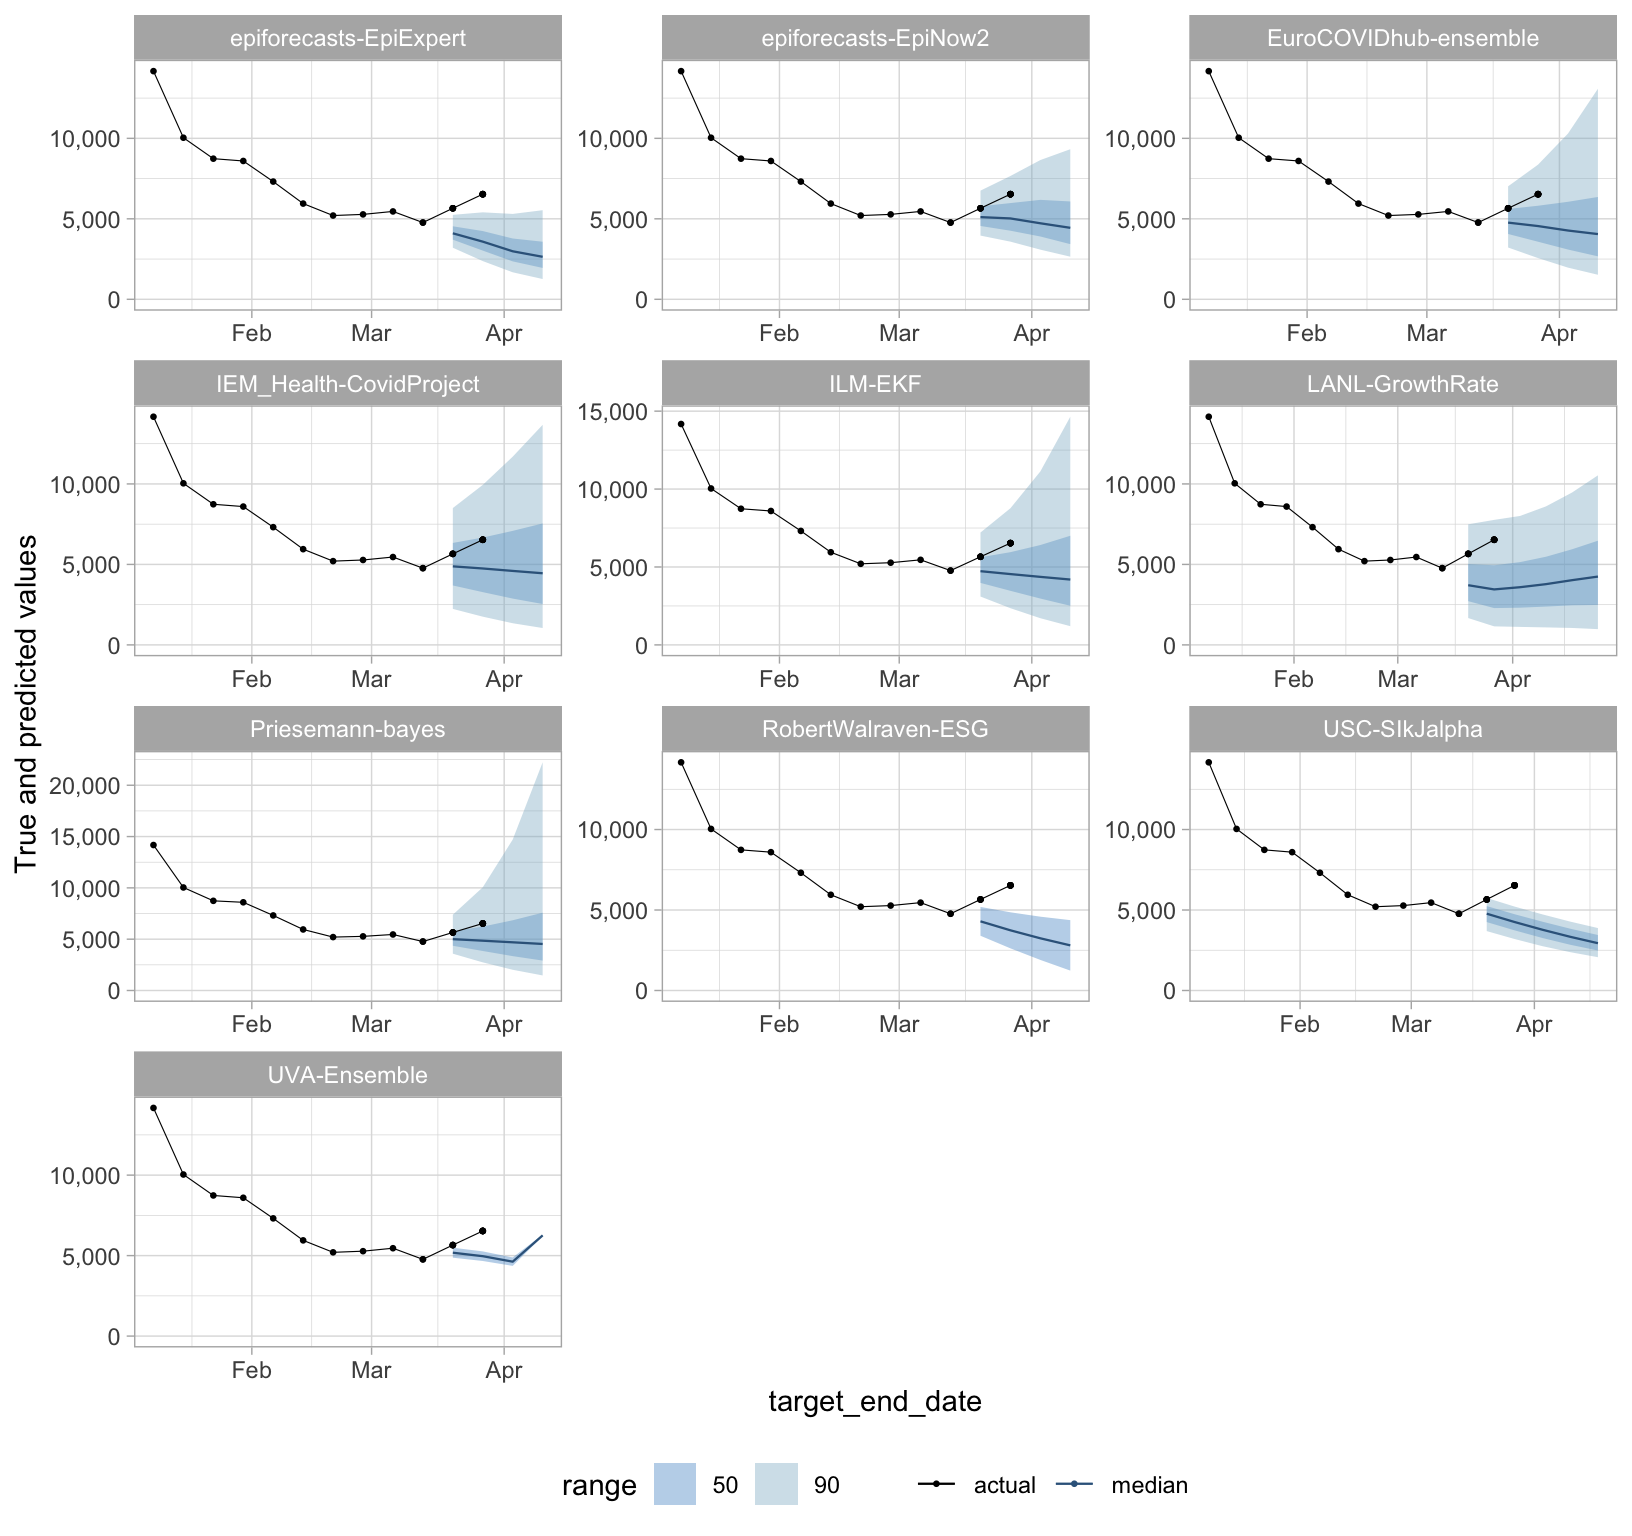 epiforecasts-EpiExpert
epiforecasts-EpiNow2
EuroCOVIDhub-ensemble
10,000
5,000
0
Feb Mar Apr
10,000
5,000
0
Feb Mar Apr
10,000
5,000
0
Feb Mar Apr
IEM_Health-CovidProject
ILM-EKF
LANL-GrowthRate
10,000
5,000
0
Feb Mar Apr
15,000
10,000
5,000
0
Feb Mar Apr
10,000
5,000
0
Feb Mar Apr
True and predicted values
Priesemann-bayes
RobertWalraven-ESG
USC-SIkJalpha
20,000
15,000
10,000
5,000
0
Feb Mar Apr
10,000
5,000
0
Feb Mar Apr
10,000
5,000
0
Feb Mar Apr
UVA-Ensemble
10,000
5,000
0
Feb Mar Apr
target_end_date
range 50 90 actual median